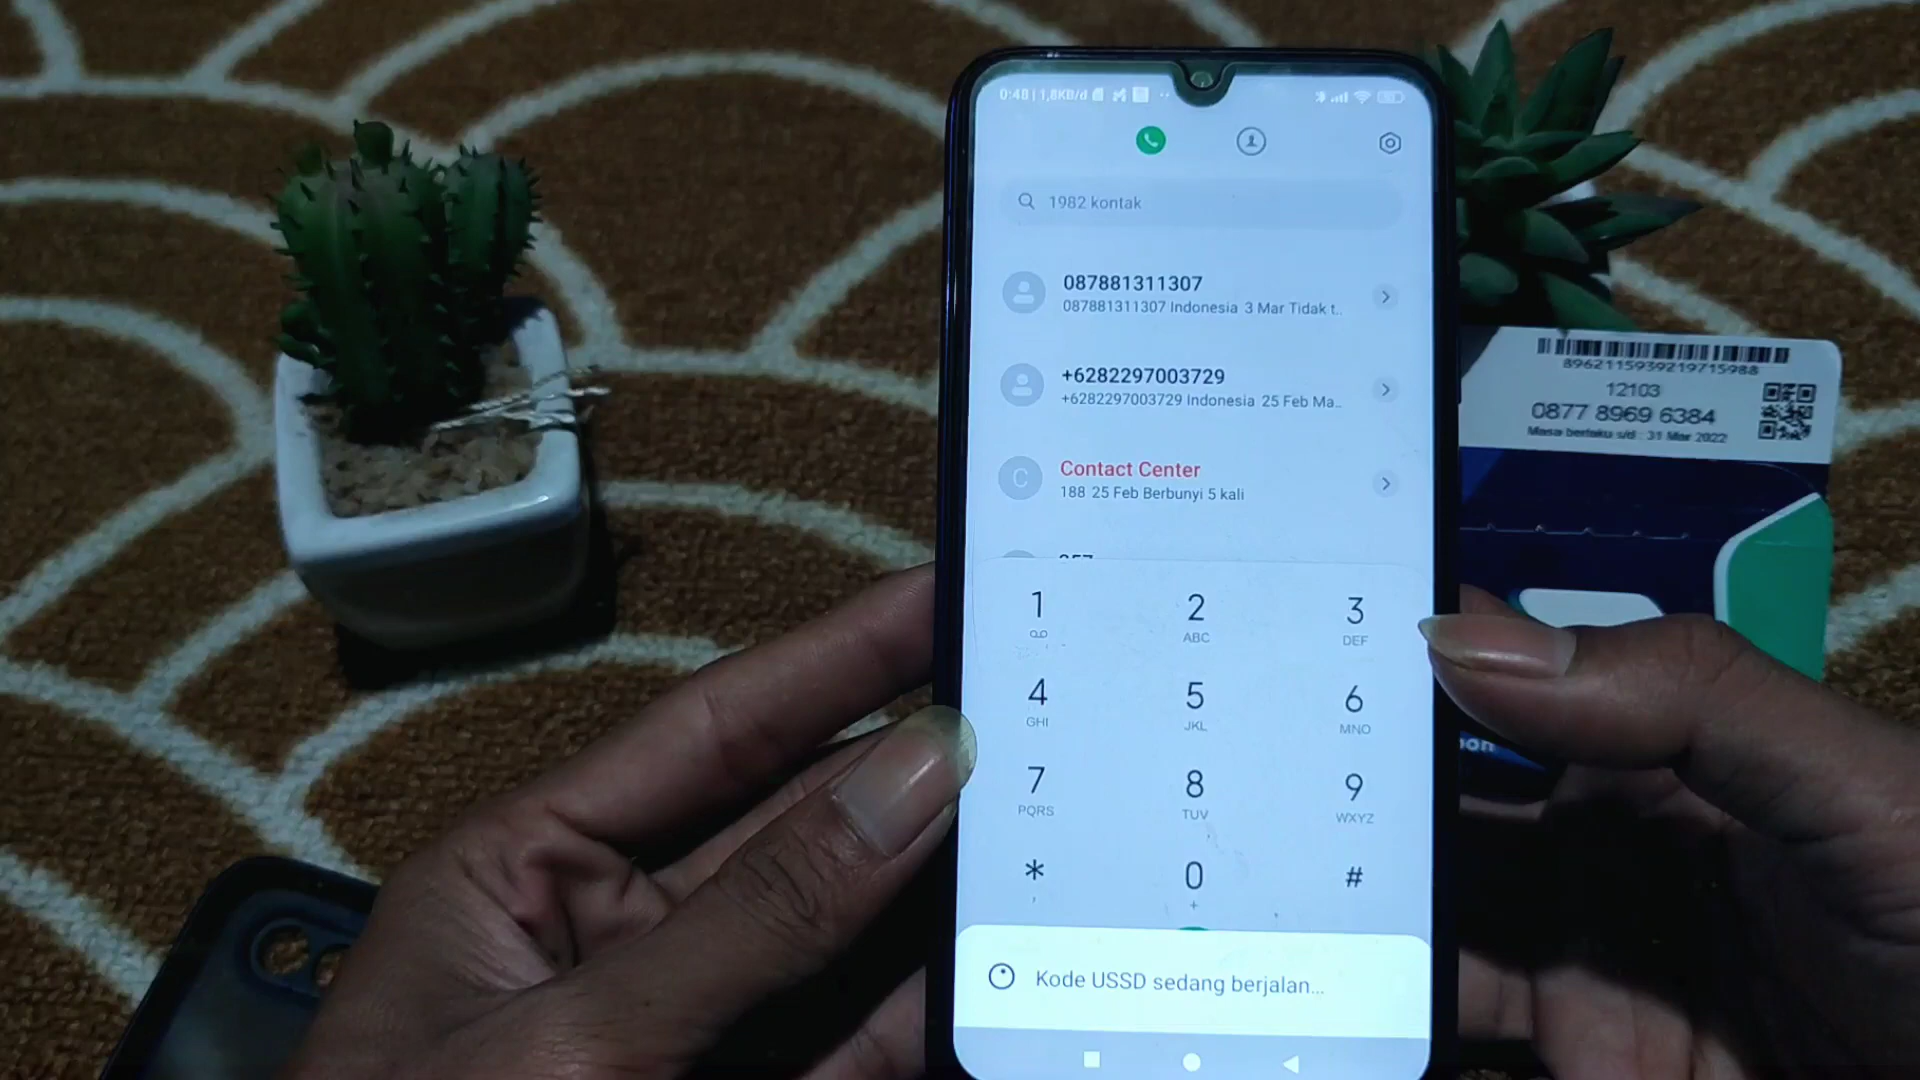 0:48 | 1,8KB/d
1982 kontak
087881311307
087881311307 Indonesia 3 Mar Tidak t..
+6282297003729
+6282297003729 Indonesia 25 Feb Ma..
C
Contact Center
188 25 Feb Berbunyi 5 kali
1
2
ABC
3
DEF
4
GHI
5
JKL
6
MNO
7
PQRS
8
TUV
9
WXYZ
*
,
0
+
#
Kode USSD sedang berjalan...
8962115939219715988
12103
0877 8969 6384
Masa berlaku s/d : 31 Mar 2022